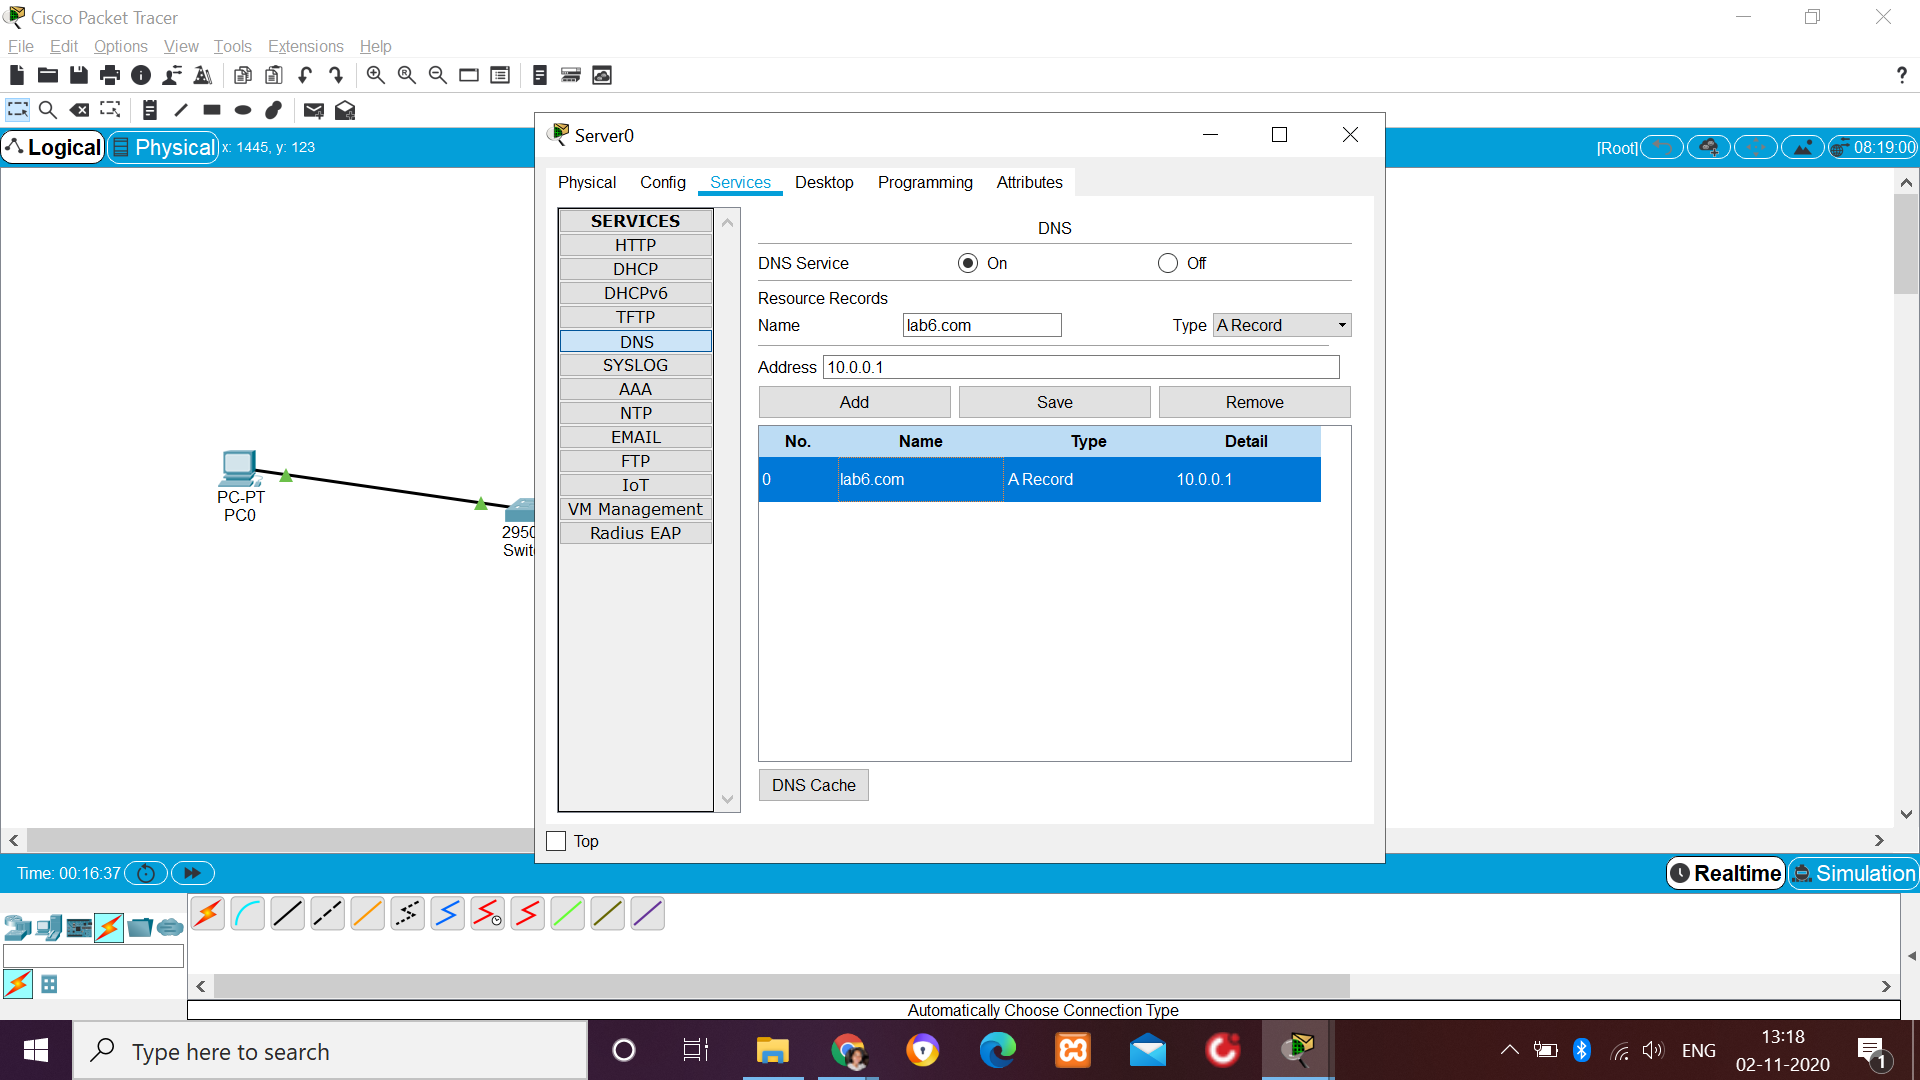 Cisco Packet Tracer
File Edit Options View Tools Extensions Help
?
Logical Physical x: 1445, y: 123
[Root] 08:19:00
Server0
Physical Config Services Desktop Programming Attributes
SERVICES
HTTP
DHCP
DHCPv6
TFTP
DNS
SYSLOG
AAA
NTP
EMAIL
FTP
IoT
VM Management
Radius EAP
DNS
DNS Service On Off
Resource Records
Name lab6.com Type A Record
Address 10.0.0.1
Add Save Remove
No. Name Type Detail
0 lab6.com A Record 10.0.0.1
DNS Cache
Top
PC-PT
PC0
2950
Swit
Time: 00:16:37
Realtime Simulation
Automatically Choose Connection Type
Type here to search
ENG
13:18
02-11-2020
1